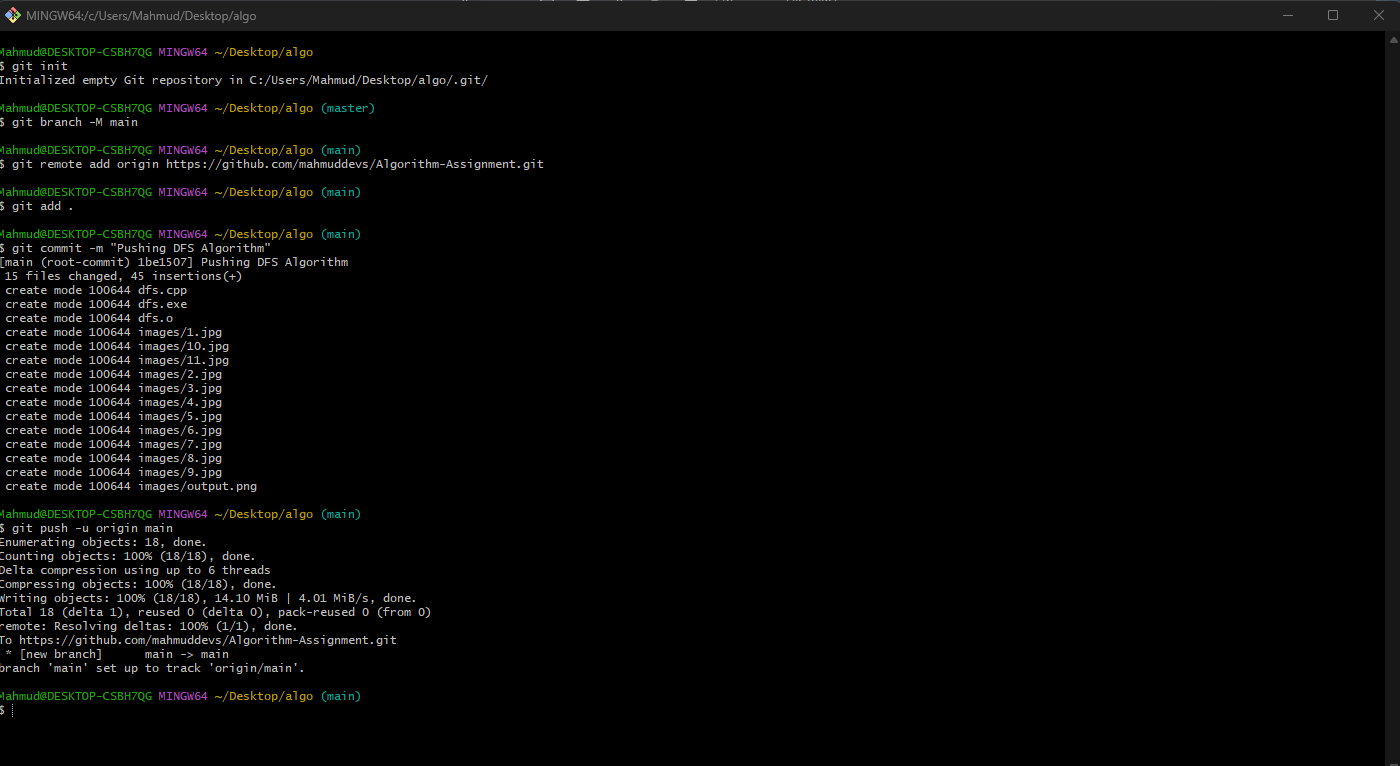 MINGW64:/c/Users/Mahmud/Desktop/algo
Mahmud@DESKTOP-CSBH7QG MINGW64 ~/Desktop/algo
$ git init
Initialized empty Git repository in C:/Users/Mahmud/Desktop/algo/.git/
Mahmud@DESKTOP-CSBH7QG MINGW64 ~/Desktop/algo (master)
$ git branch -M main
Mahmud@DESKTOP-CSBH7QG MINGW64 ~/Desktop/algo (main)
$ git remote add origin https://github.com/mahmuddevs/Algorithm-Assignment.git
Mahmud@DESKTOP-CSBH7QG MINGW64 ~/Desktop/algo (main)
$ git add .
Mahmud@DESKTOP-CSBH7QG MINGW64 ~/Desktop/algo (main)
$ git commit -m "Pushing DFS Algorithm"
[main (root-commit) 1be1507] Pushing DFS Algorithm
15 files changed, 45 insertions(+)
create mode 100644 dfs.cpp
create mode 100644 dfs.exe
create mode 100644 dfs.o
create mode 100644 images/1.jpg
create mode 100644 images/10.jpg
create mode 100644 images/11.jpg
create mode 100644 images/2.jpg
create mode 100644 images/3.jpg
create mode 100644 images/4.jpg
create mode 100644 images/5.jpg
create mode 100644 images/6.jpg
create mode 100644 images/7.jpg
create mode 100644 images/8.jpg
create mode 100644 images/9.jpg
create mode 100644 images/output.png
Mahmud@DESKTOP-CSBH7QG MINGW64 ~/Desktop/algo (main)
$ git push -u origin main
Enumerating objects: 18, done.
Counting objects: 100% (18/18), done.
Delta compression using up to 6 threads
Compressing objects: 100% (18/18), done.
Writing objects: 100% (18/18), 14.10 MiB | 4.01 MiB/s, done.
Total 18 (delta 1), reused 0 (delta 0), pack-reused 0 (from 0)
remote: Resolving deltas: 100% (1/1), done.
To https://github.com/mahmuddevs/Algorithm-Assignment.git
* [new branch]      main -> main
branch 'main' set up to track 'origin/main'.
Mahmud@DESKTOP-CSBH7QG MINGW64 ~/Desktop/algo (main)
$